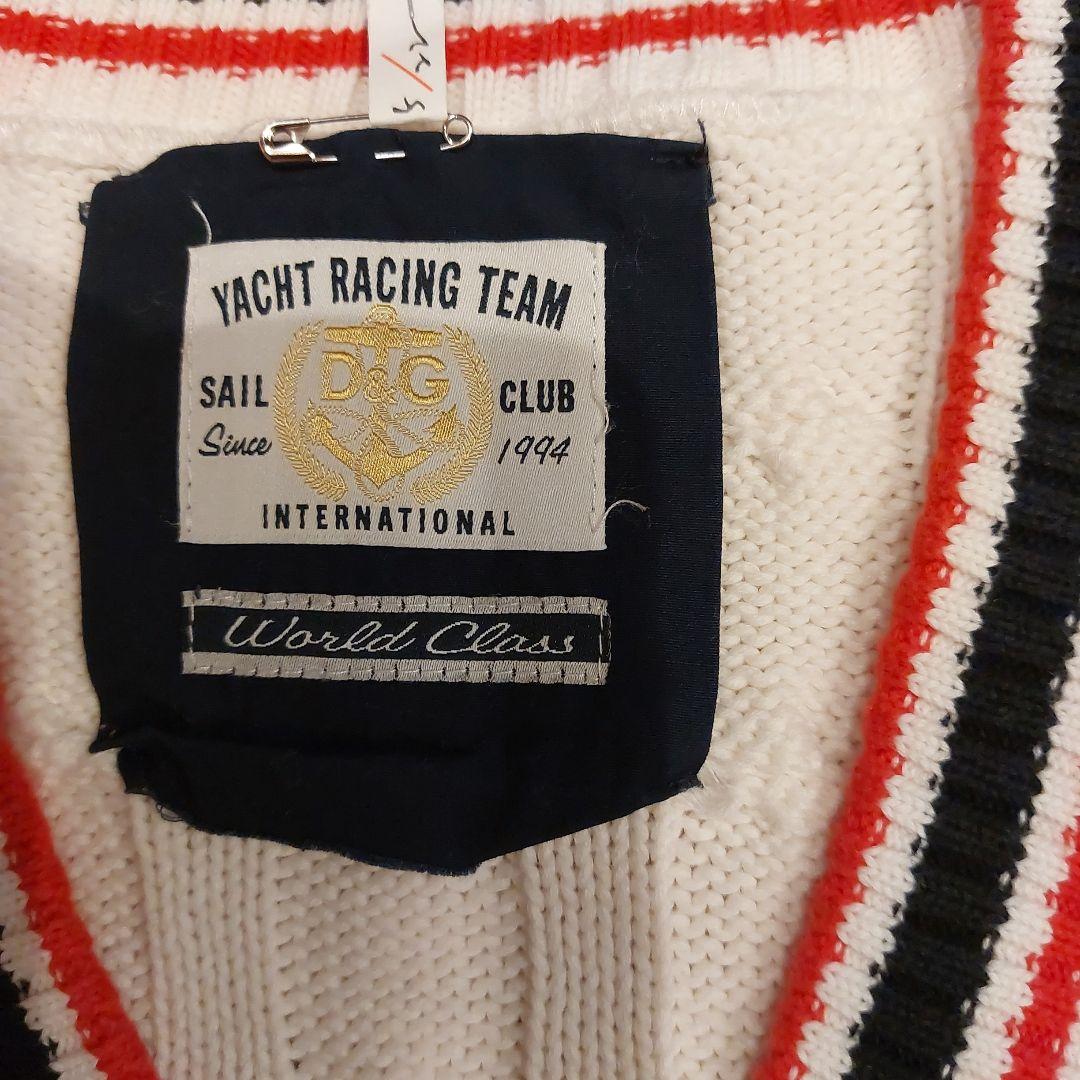 YACHT RACING TEAM
D&G
SAIL CLUB
Since 1994
INTERNATIONAL
World Class